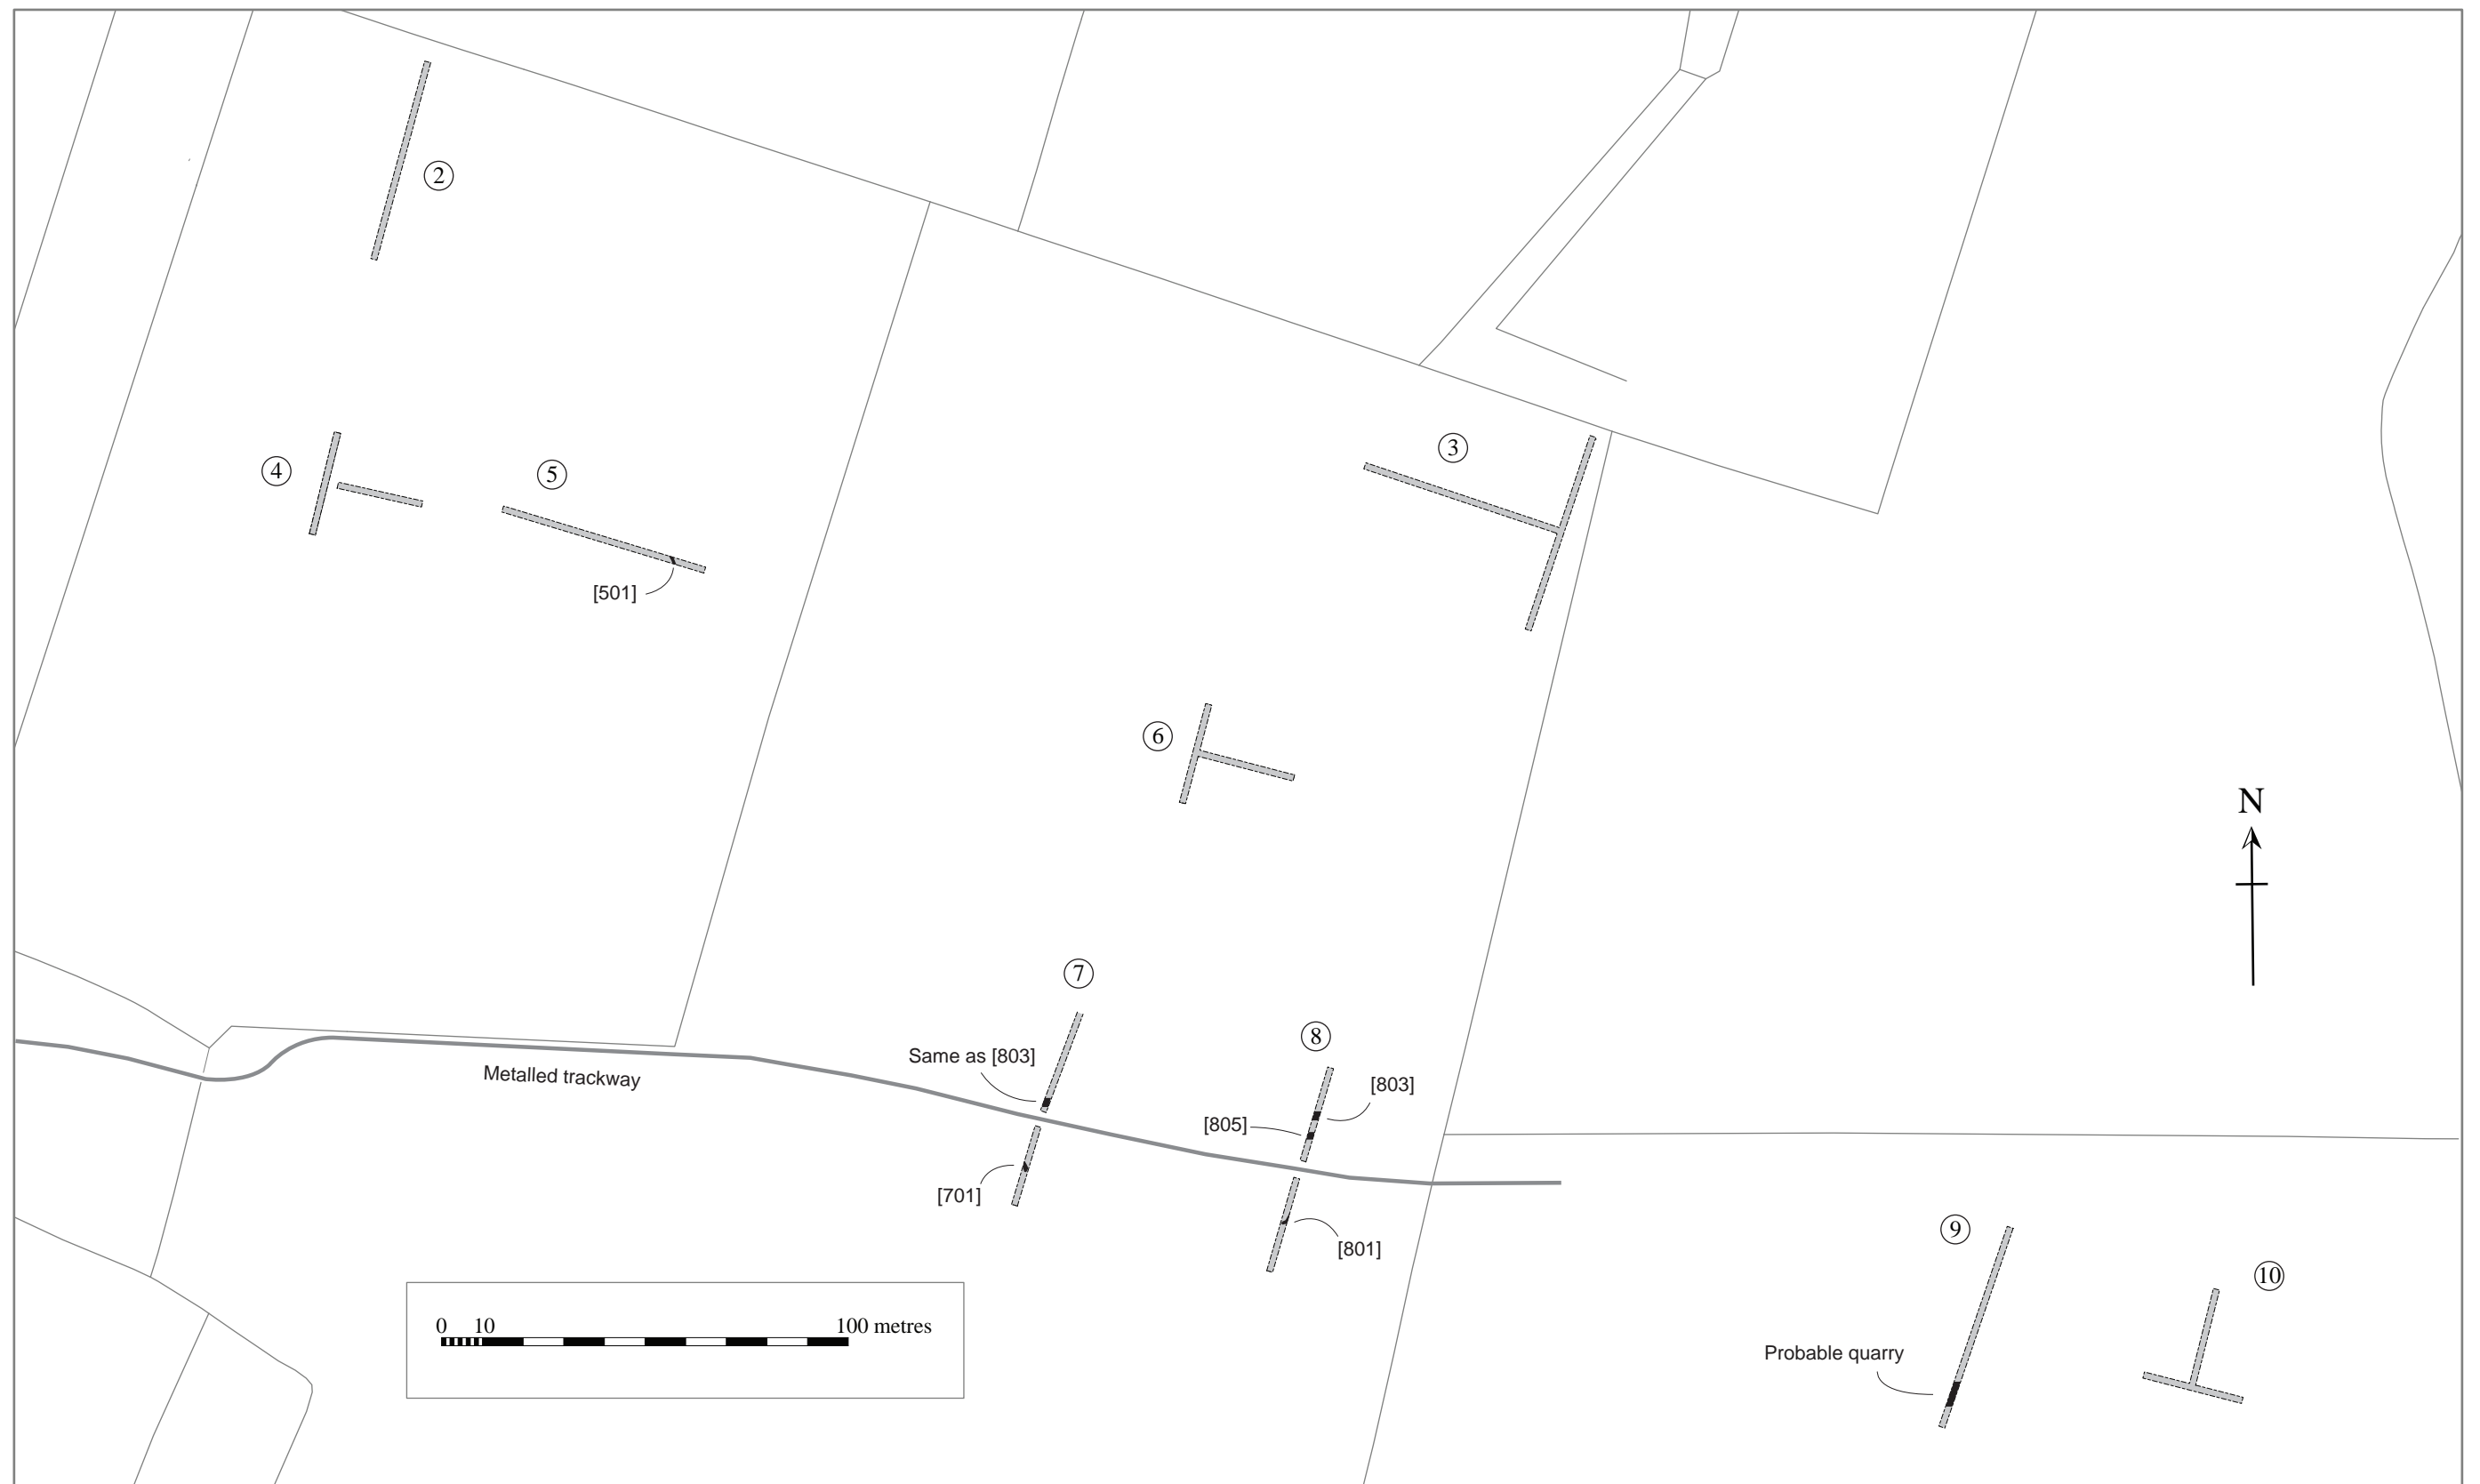 2
3
4
5
[501]
6
N
7
8
Same as [803]
Metalled trackway
[803]
[805]
[701]
9
[801]
10
0 10 100 metres
Probable quarry